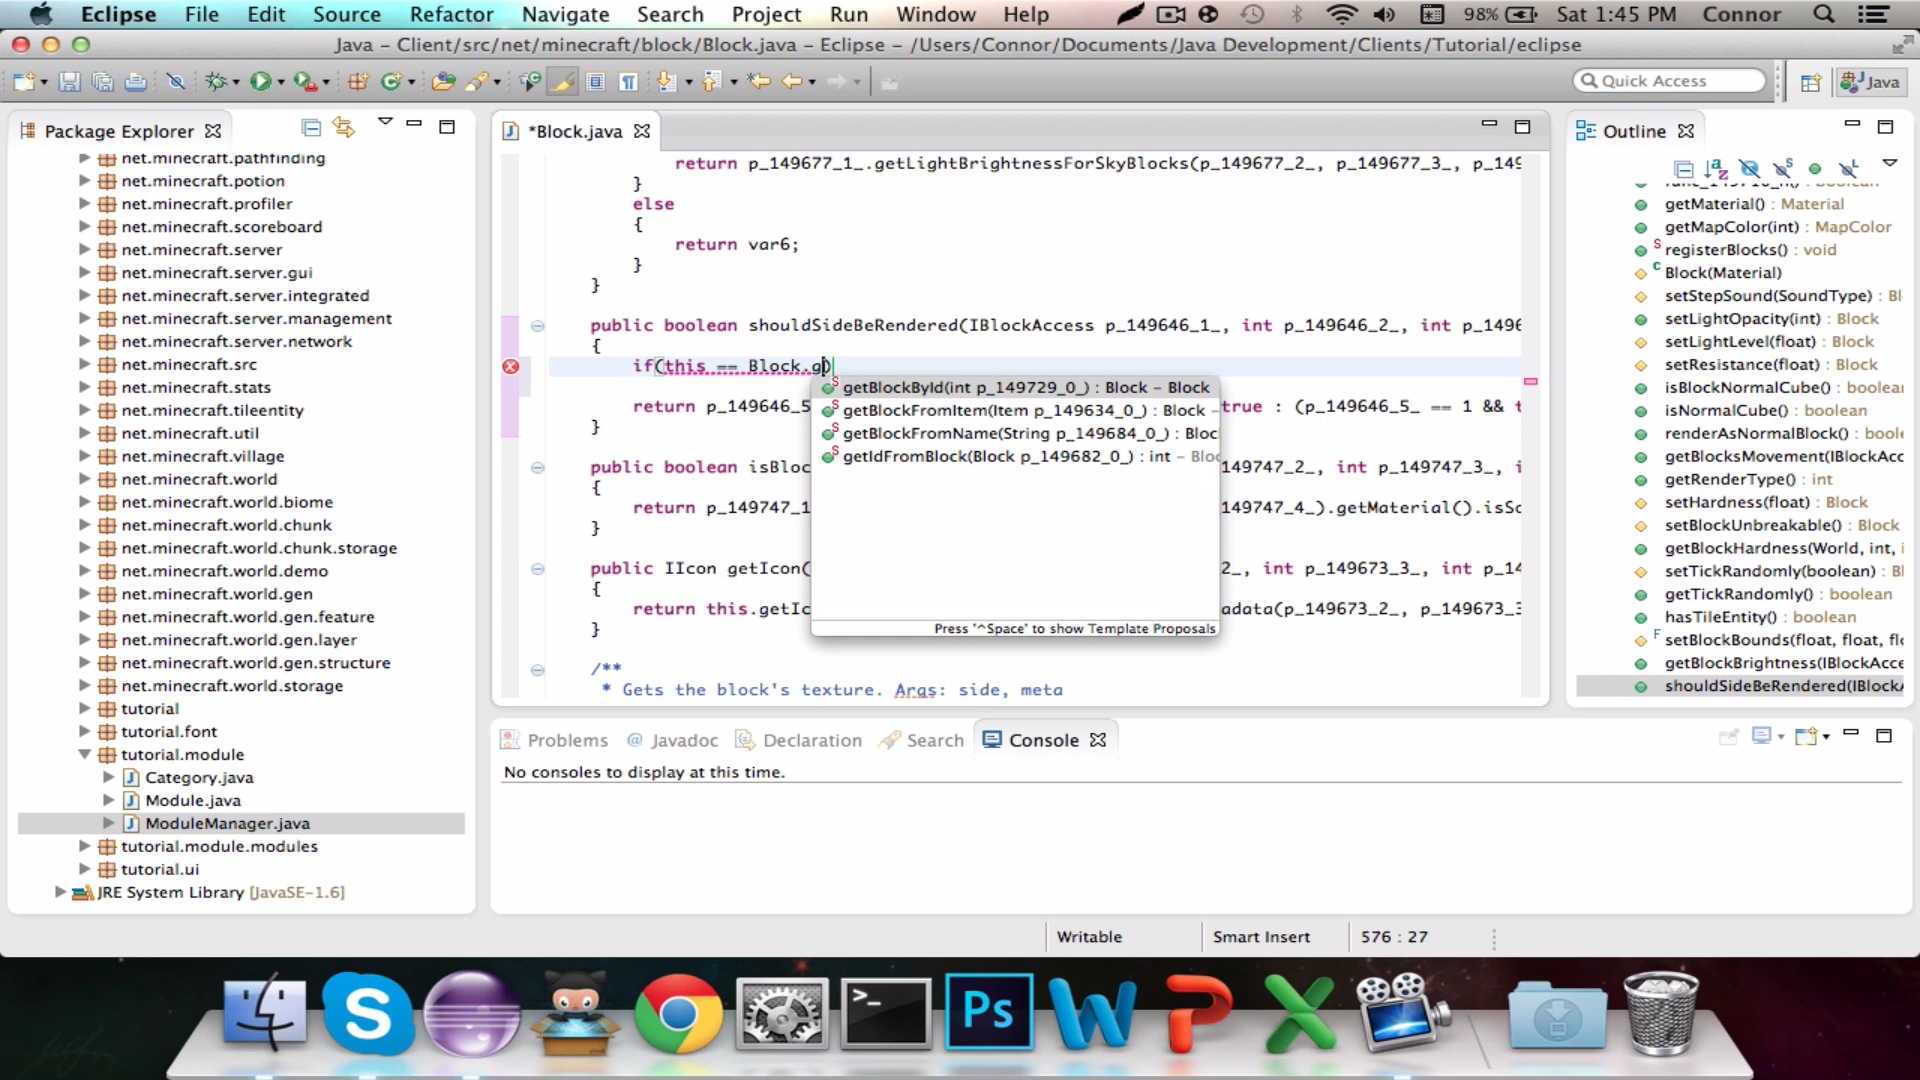 Eclipse File Edit Source Refactor Navigate Search Project Run Window Help 98% Sat 1:45 PM Connor
Java – Client/src/net/minecraft/block/Block.java – Eclipse – /Users/Connor/Documents/Java Development/Clients/Tutorial/eclipse
Quick Access
Java
Package Explorer
net.minecraft.pathfinding
net.minecraft.potion
net.minecraft.profiler
net.minecraft.scoreboard
net.minecraft.server
net.minecraft.server.gui
net.minecraft.server.integrated
net.minecraft.server.management
net.minecraft.server.network
net.minecraft.src
net.minecraft.stats
net.minecraft.tileentity
net.minecraft.util
net.minecraft.village
net.minecraft.world
net.minecraft.world.biome
net.minecraft.world.chunk
net.minecraft.world.chunk.storage
net.minecraft.world.demo
net.minecraft.world.gen
net.minecraft.world.gen.feature
net.minecraft.world.gen.layer
net.minecraft.world.gen.structure
net.minecraft.world.storage
tutorial
tutorial.font
tutorial.module
Category.java
Module.java
ModuleManager.java
tutorial.module.modules
tutorial.ui
JRE System Library [JavaSE-1.6]
*Block.java
return p_149677_1_.getLightBrightnessForSkyBlocks(p_149677_2_, p_149677_3_, p_149
}
else
{
return var6;
}
}
public boolean shouldSideBeRendered(IBlockAccess p_149646_1_, int p_149646_2_, int p_1496
{
if(this == Block.g)
return p_149646_5 true : (p_149646_5_ == 1 && t
}
public boolean isBloc 149747_2_, int p_149747_3_, i
{
return p_149747_1 149747_4_).getMaterial().isSo
}
public IIcon getIcon( 2_, int p_149673_3_, int p_14
{
return this.getIc adata(p_149673_2_, p_149673_3
}
/**
* Gets the block's texture. Args: side, meta
getBlockById(int p_149729_0_) : Block – Block
getBlockFromItem(Item p_149634_0_) : Block –
getBlockFromName(String p_149684_0_) : Bloc
getIdFromBlock(Block p_149682_0_) : int – Bloc
Press '^Space' to show Template Proposals
Outline
getMaterial() : Material
getMapColor(int) : MapColor
registerBlocks() : void
Block(Material)
setStepSound(SoundType) : Bl
setLightOpacity(int) : Block
setLightLevel(float) : Block
setResistance(float) : Block
isBlockNormalCube() : boolea
isNormalCube() : boolean
renderAsNormalBlock() : boole
getBlocksMovement(IBlockAcc
getRenderType() : int
setHardness(float) : Block
setBlockUnbreakable() : Block
getBlockHardness(World, int, i
setTickRandomly(boolean) : Bl
getTickRandomly() : boolean
hasTileEntity() : boolean
setBlockBounds(float, float, flo
getBlockBrightness(IBlockAcce
shouldSideBeRendered(IBlockA
Problems Javadoc Declaration Search Console
No consoles to display at this time.
Writable Smart Insert 576 : 27
Ps